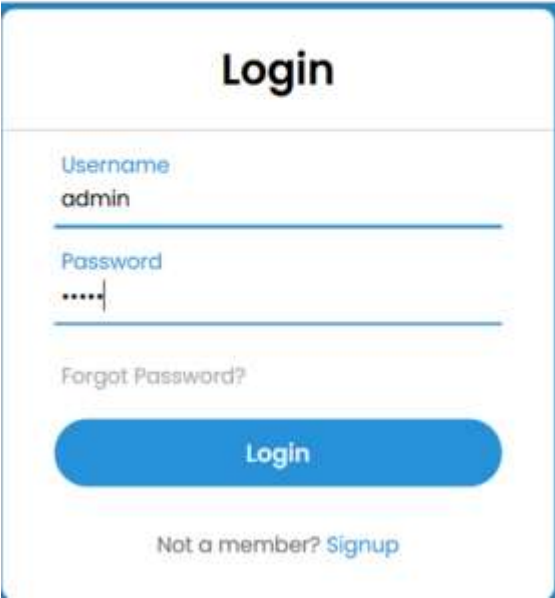 Login
Username
admin
Password
•••••
Forgot Password?
Login
Not a member? Signup